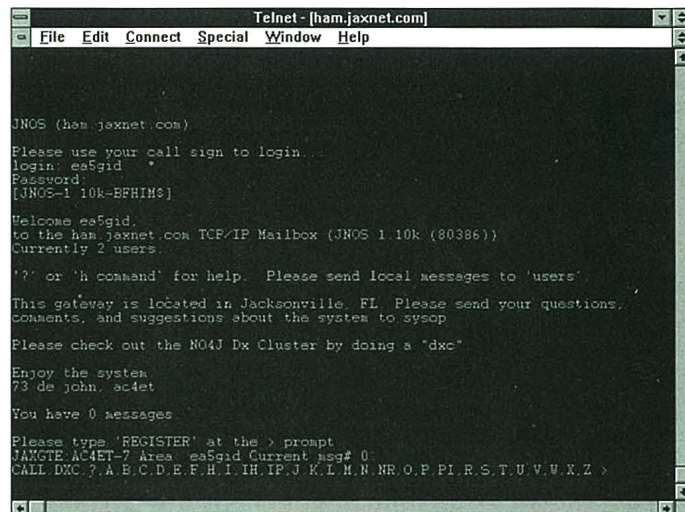 Telnet - [ham.jaxnet.com]
File Edit Connect Special Window Help
JNOS (ham.jaxnet.com)
Please use your call sign to login...
login: ea5gid
Password:
[JNOS-1.10k-BFHIM$]
Welcome ea5gid,
to the ham.jaxnet.com TCP/IP Mailbox (JNOS 1.10k (80386))
Currently 2 users.
'?' or 'h command' for help. Please send local messages to 'users'.
This gateway is located in Jacksonville, FL. Please send your questions,
comments, and suggestions about the system to sysop
Please check out the NO4J Dx Cluster by doing a "dxc"
Enjoy the system.
73 de john, ac4et
You have 0 messages.
Please type 'REGISTER' at the > prompt.
JAXGTE:AC4ET-7 Area: ea5gid Current msg# 0.
CALL,DXC,?,A,B,C,D,E,F,H,I,IH,IP,J,K,L,M,N,NR,O,P,PI,R,S,T,U,V,W,X,Z >